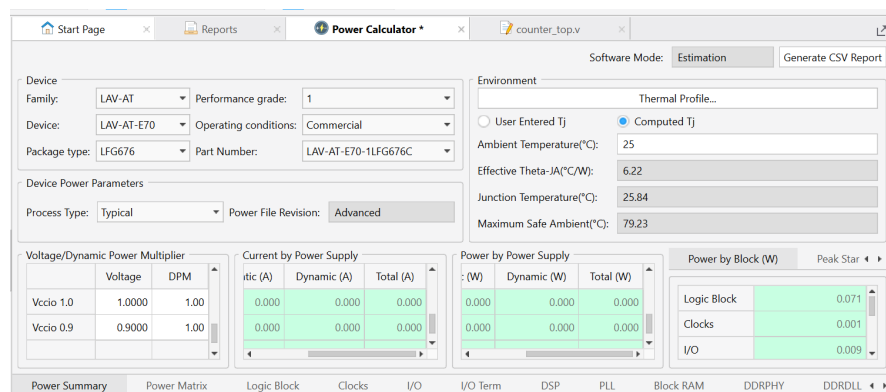 Start Page × Reports × Power Calculator * × counter_top.v ×
Software Mode: Estimation Generate CSV Report
Device
Family: LAV-AT Performance grade: 1
Device: LAV-AT-E70 Operating conditions: Commercial
Package type: LFG676 Part Number: LAV-AT-E70-1LFG676C
Environment
Thermal Profile...
User Entered Tj Computed Tj
Ambient Temperature(°C): 25
Effective Theta-JA(°C/W): 6.22
Junction Temperature(°C): 25.84
Maximum Safe Ambient(°C): 79.23
Device Power Parameters
Process Type: Typical Power File Revision: Advanced
Voltage/Dynamic Power Multiplier
Voltage DPM
Vccio 1.0 1.0000 1.00
Vccio 0.9 0.9000 1.00
Current by Power Supply
tic (A) Dynamic (A) Total (A)
0.000 0.000 0.000
0.000 0.000 0.000
Power by Power Supply
: (W) Dynamic (W) Total (W)
0.000 0.000 0.000
0.000 0.000 0.000
Power by Block (W) Peak Star
Logic Block 0.071
Clocks 0.001
I/O 0.009
Power Summary Power Matrix Logic Block Clocks I/O I/O Term DSP PLL Block RAM DDRPHY DDRDLL